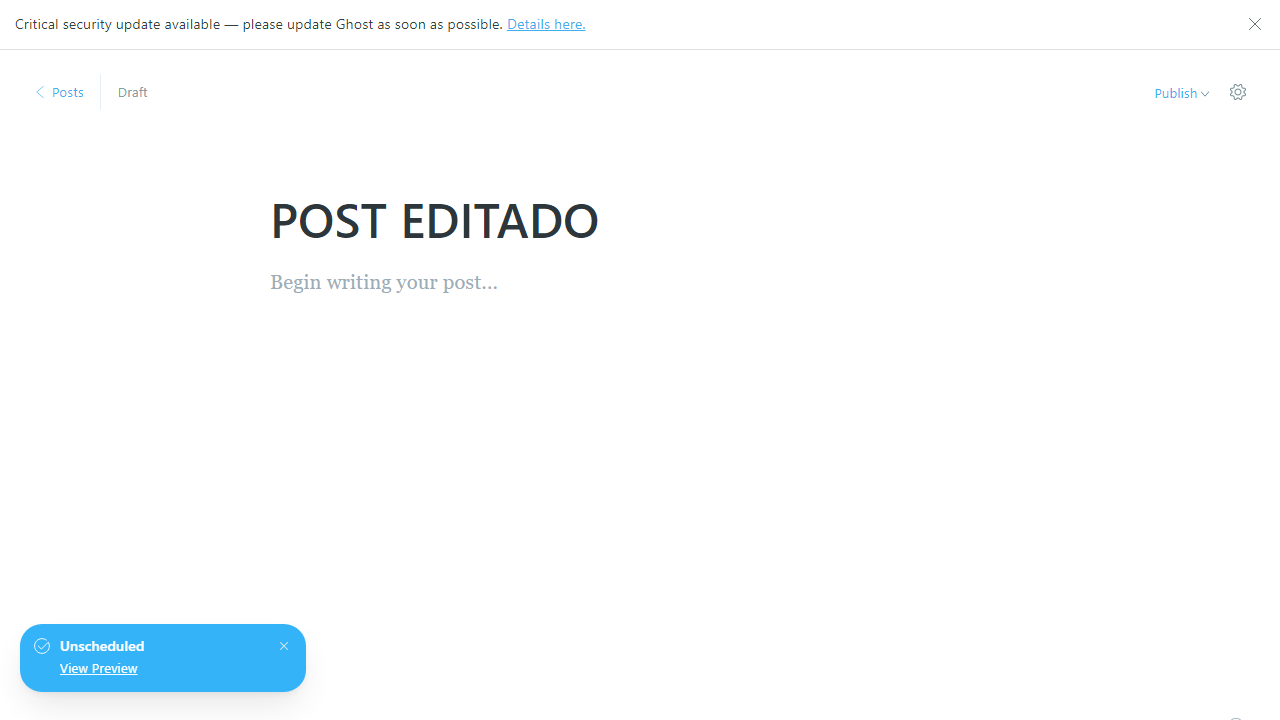 Critical security update available — please update Ghost as soon as possible. Details here.
Posts
Draft
Publish
POST EDITADO
Begin writing your post...
Unscheduled
View Preview